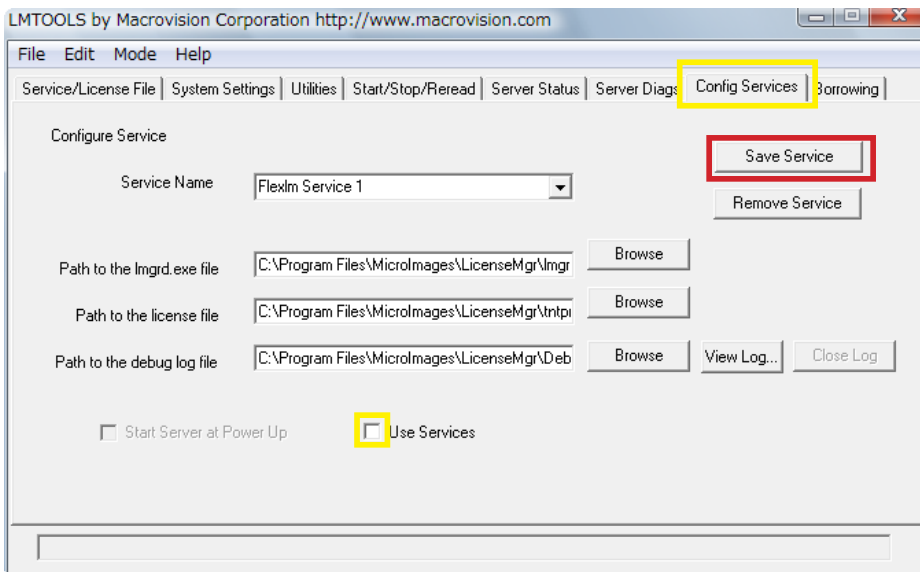 LMTOOLS by Macrovision Corporation http://www.macrovision.com
File Edit Mode Help
Service/License File System Settings Utilities Start/Stop/Reread Server Status Server Diags Config Services Borrowing
Configure Service
Save Service
Service Name Flexlm Service 1
Remove Service
Path to the lmgrd.exe file C:\Program Files\MicroImages\LicenseMgr\lmgr Browse
Path to the license file C:\Program Files\MicroImages\LicenseMgr\tntpr Browse
Path to the debug log file C:\Program Files\MicroImages\LicenseMgr\Deb Browse View Log... Close Log
Start Server at Power Up Use Services